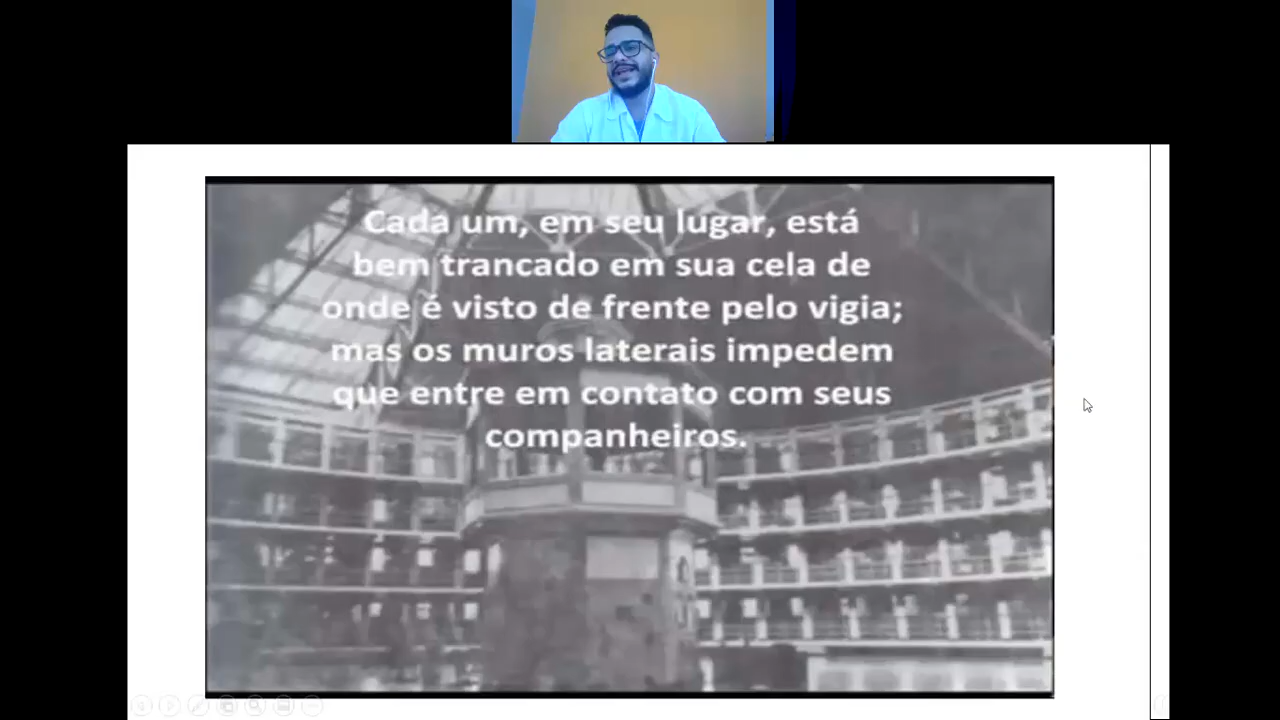 Cada um, em seu lugar, está
bem trancado em sua cela de
onde é visto de frente pelo vigia;
mas os muros laterais impedem
que entre em contato com seus
companheiros.